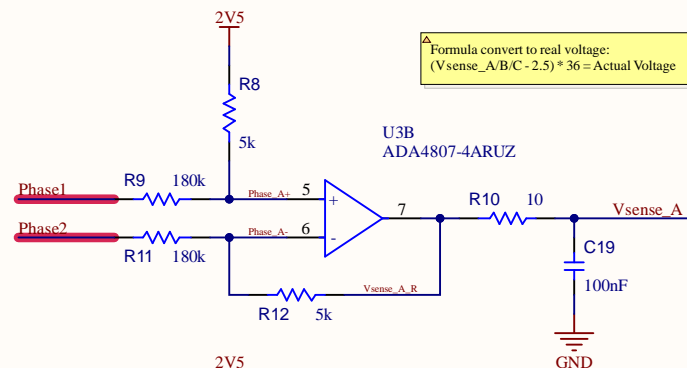 2V5
Formula convert to real voltage:
(Vsense_A/B/C - 2.5) * 36 = Actual Voltage
R8
5k
U3B
ADA4807-4ARUZ
Phase1
R9
180k
Phase_A+
5
+
7
R10
10
Vsense_A
Phase2
R11
180k
Phase_A-
6
-
C19
100nF
R12
5k
Vsense_A_R
2V5
GND